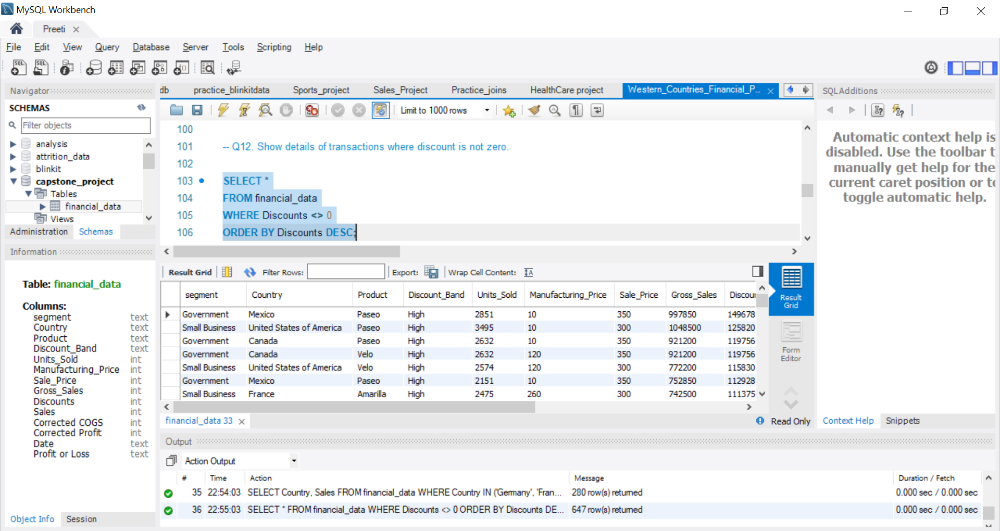 MySQL Workbench
Preeti
File Edit View Query Database Server Tools Scripting Help
Navigator
SCHEMAS
Filter objects
analysis
attrition_data
blinkit
capstone_project
Tables
financial_data
Views
Administration Schemas
Information
Table: financial_data
Columns:
segment text
Country text
Product text
Discount_Band text
Units_Sold int
Manufacturing_Price int
Sale_Price int
Gross_Sales int
Discounts int
Sales int
Corrected COGS int
Corrected Profit int
Date text
Profit or Loss text
Object Info Session
db practice_blinkitdata Sports_project Sales_Project Practice_joins HealthCare project Western_Countries_Financial_P...
Limit to 1000 rows
100
101 -- Q12. Show details of transactions where discount is not zero.
102
103 SELECT *
104 FROM financial_data
105 WHERE Discounts <> 0
106 ORDER BY Discounts DESC;
Result Grid Filter Rows: Export: Wrap Cell Content:
segment Country Product Discount_Band Units_Sold Manufacturing_Price Sale_Price Gross_Sales Discou
Government Mexico Paseo High 2851 10 350 997850 149678
Small Business United States of America Paseo High 3495 10 300 1048500 125820
Government Canada Paseo High 2632 10 350 921200 119756
Government Canada Velo High 2632 120 350 921200 119756
Small Business United States of America Velo High 2574 120 300 772200 115830
Government Mexico Paseo High 2151 10 350 752850 112928
Small Business France Amarilla High 2475 260 300 742500 111375
Result
Grid
Form
Editor
financial_data 33
Read Only
SQLAdditions
Automatic context help is
disabled. Use the toolbar t
manually get help for the
current caret position or to
toggle automatic help.
Context Help Snippets
Output
Action Output
# Time Action Message Duration / Fetch
35 22:54:03 SELECT Country, Sales FROM financial_data WHERE Country IN ('Germany', 'Fran... 280 row(s) returned 0.000 sec / 0.000 sec
36 22:55:03 SELECT * FROM financial_data WHERE Discounts <> 0 ORDER BY Discounts DE... 647 row(s) returned 0.000 sec / 0.000 sec